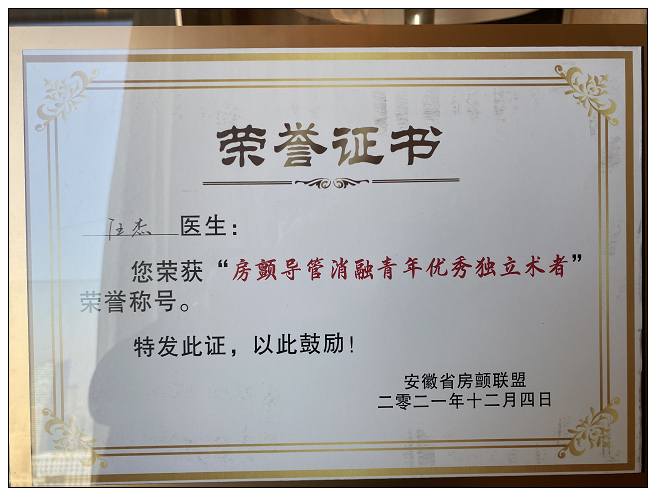 荣誉证书
汪杰 医生：
您荣获“房颤导管消融青年优秀独立术者”
荣誉称号。
特发此证，以此鼓励！
安徽省房颤联盟
二零二一年十二月四日